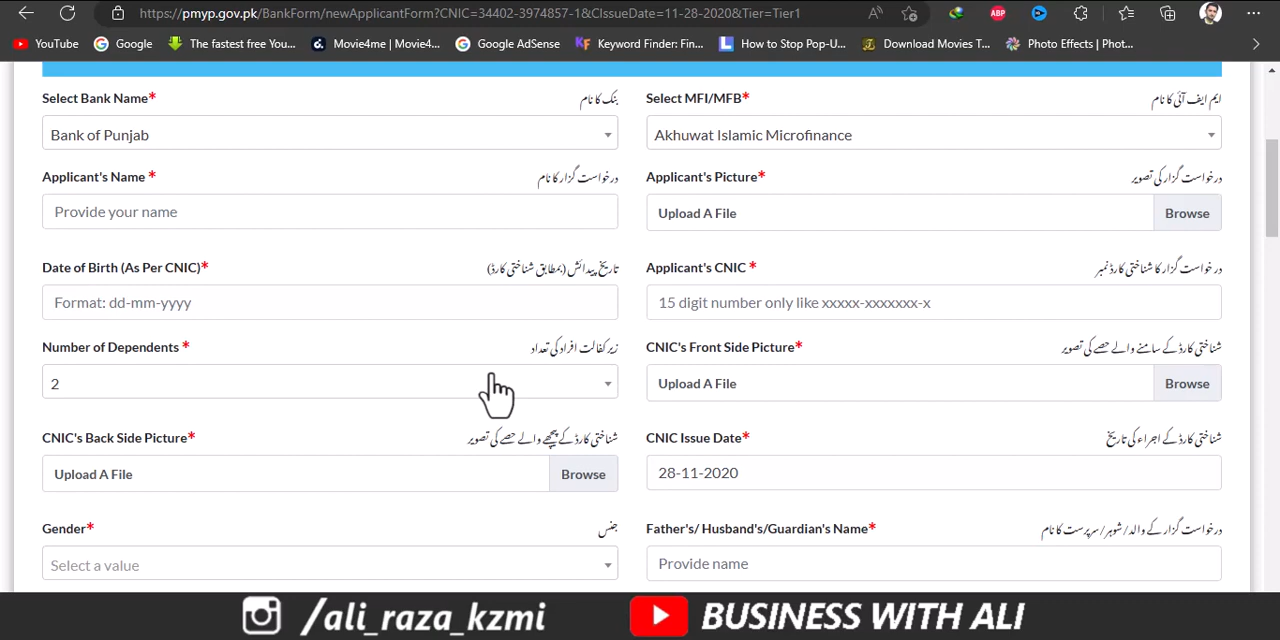 https://pmyp.gov.pk/BankForm/newApplicantForm?CNIC=34402-3974857-1&CIssueDate=11-28-2020&Tier=Tier1
YouTube Google The fastest free You... Movie4me | Movie4... Google AdSense Keyword Finder: Fin... How to Stop Pop-U... Download Movies T... Photo Effects | Phot...
Select Bank Name* بنک کا نام Select MFI/MFB* ایم ایف آئی کا نام
Bank of Punjab Akhuwat Islamic Microfinance
Applicant's Name * درخواست گزار کا نام Applicant's Picture* درخواست گزار کی تصویر
Provide your name Upload A File Browse
Date of Birth (As Per CNIC)* تاریخ پیدائش (بمطابق شناختی کارڈ) Applicant's CNIC * درخواست گزار کا شناختی کارڈ نمبر
Format: dd-mm-yyyy 15 digit number only like xxxxx-xxxxxxx-x
Number of Dependents * زیر کفالت افراد کی تعداد CNIC's Front Side Picture* شناختی کارڈ کے سامنے والے حصے کی تصویر
2 Upload A File Browse
CNIC's Back Side Picture* شناختی کارڈ کے پیچھے والے حصے کی تصویر CNIC Issue Date* شناختی کارڈ کے اجراء کی تاریخ
Upload A File Browse 28-11-2020
Gender* جنس Father's/ Husband's/Guardian's Name* درخواست گزار کے والد/شوہر/سرپرست کا نام
Select a value Provide name
/ali_raza_kzmi BUSINESS WITH ALI